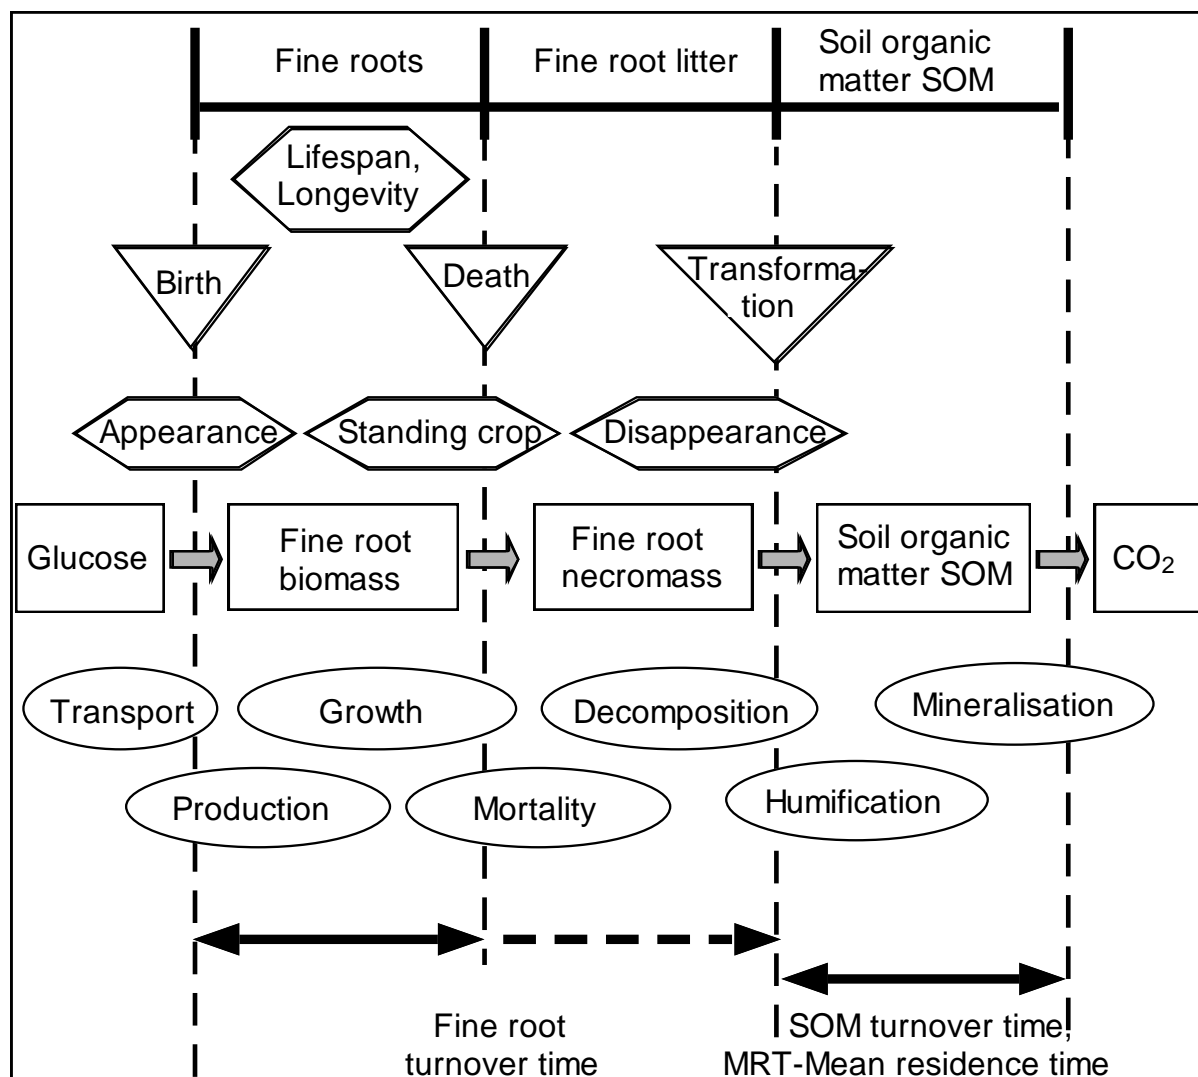 Fine roots
Fine root litter
Soil organic
matter SOM
Lifespan,
Longevity
Birth
Death
Transforma-
tion
Appearance
Standing crop
Disappearance
Glucose
Fine root
biomass
Fine root
necromass
Soil organic
matter SOM
CO₂
Transport
Growth
Decomposition
Mineralisation
Production
Mortality
Humification
Fine root
turnover time
SOM turnover time,
MRT-Mean residence time